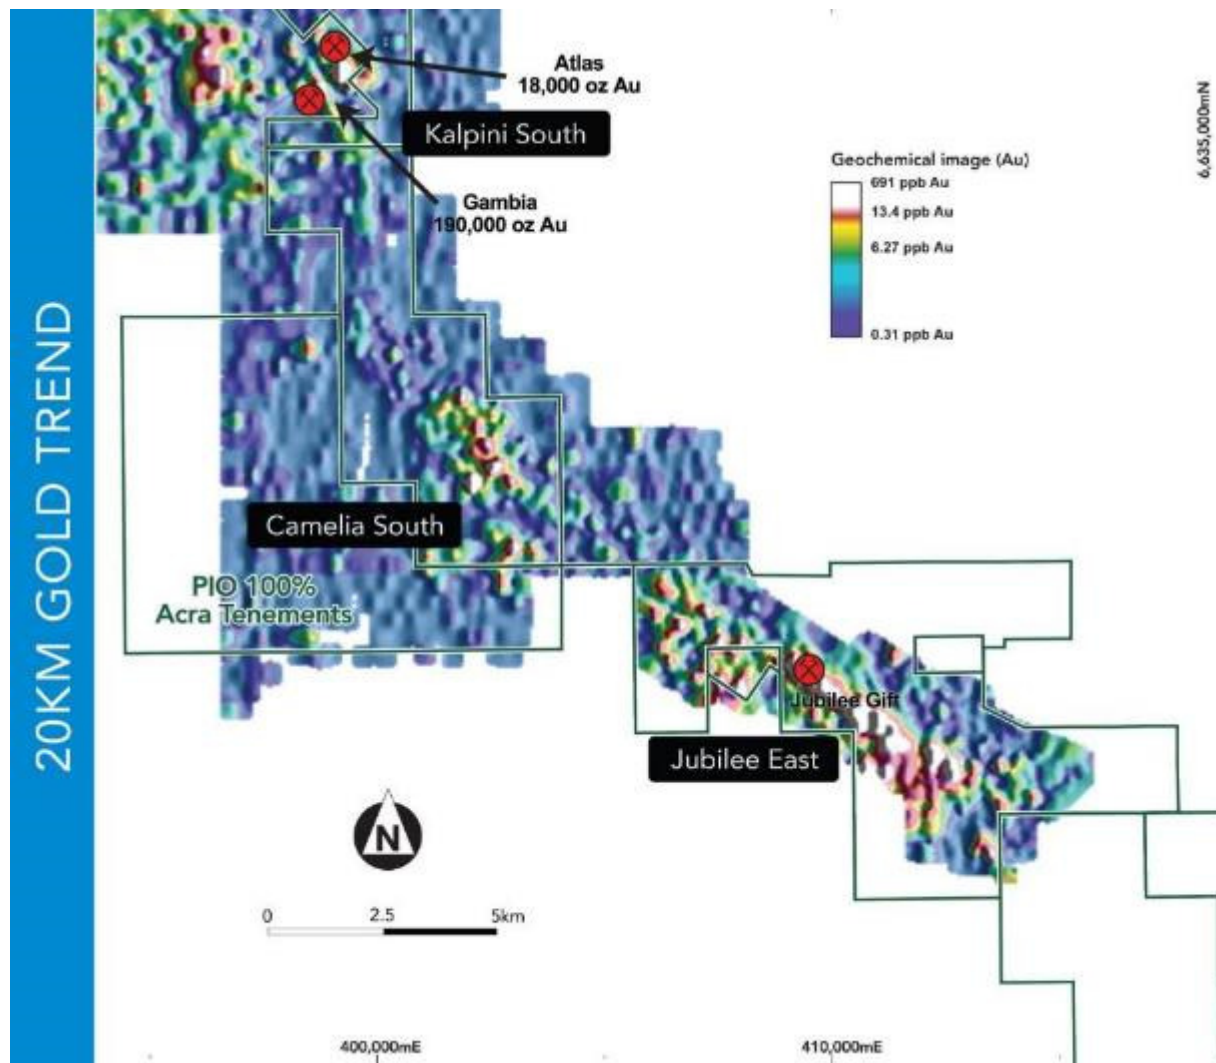 20KM GOLD TREND
Atlas
18,000 oz Au
Kalpini South
Gambia
190,000 oz Au
6,635,000mN
Geochemical image (Au)
691 ppb Au
13.4 ppb Au
6.27 ppb Au
0.31 ppb Au
Camelia South
PIO 100%
Acra Tenements
Jubilee Gift
Jubilee East
N
0 2.5 5km
400,000mE 410,000mE